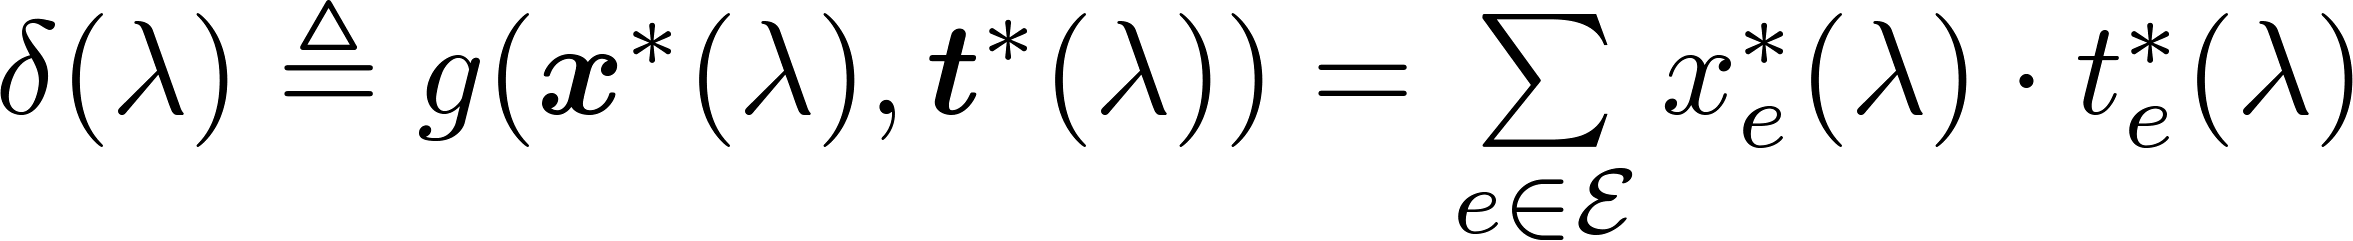 δ(λ) ≜ g(𝒙*(λ), 𝒕*(λ)) = ∑_{e∈ℰ} x_e^*(λ) · t_e^*(λ)